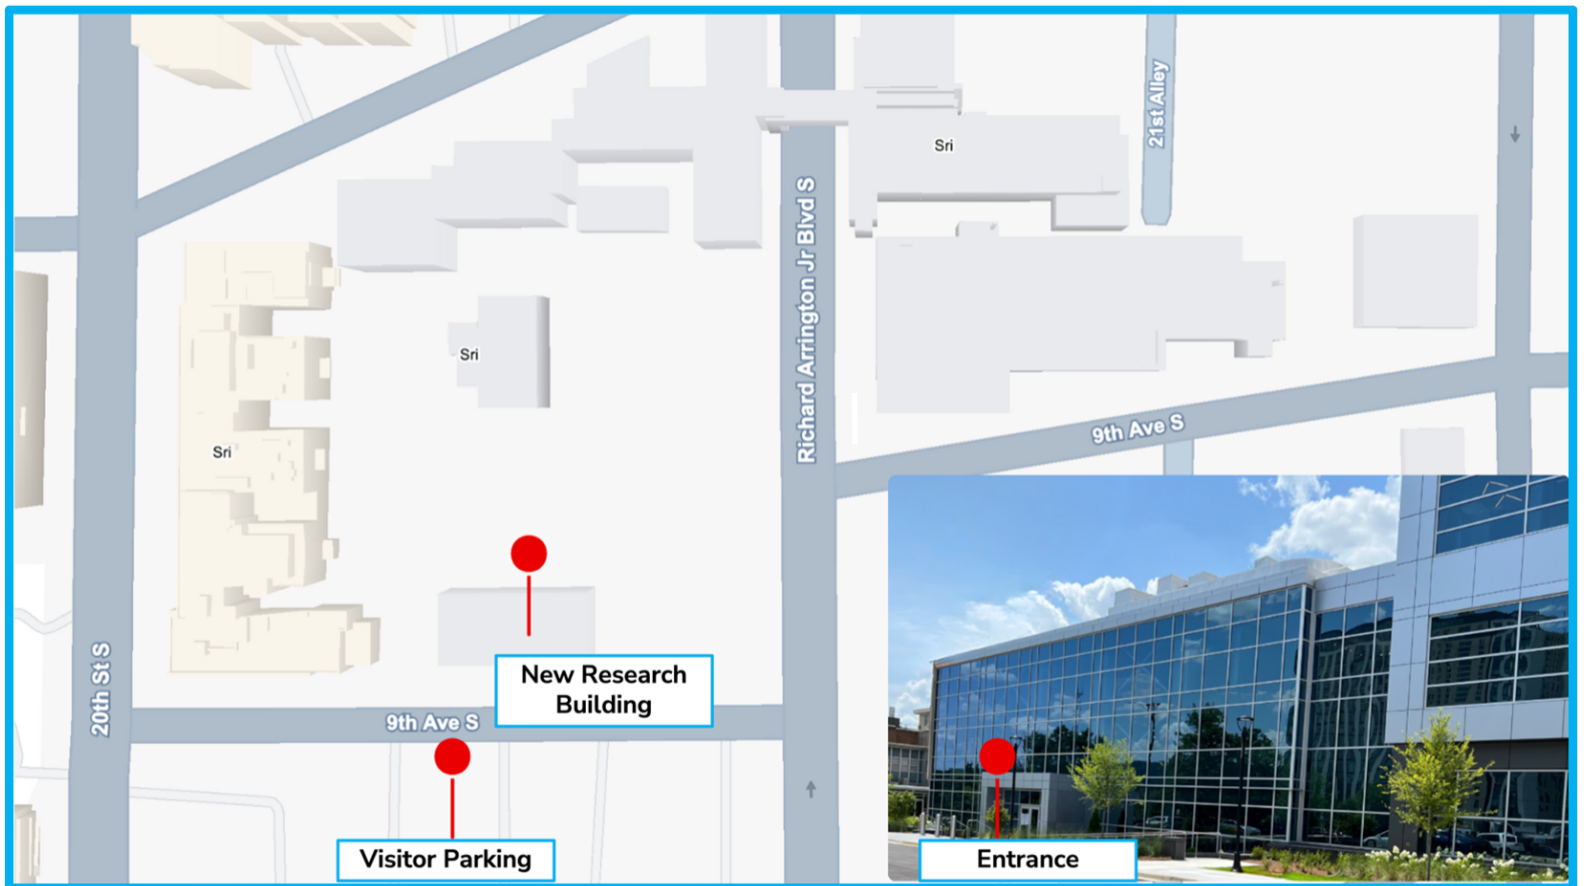 21st Alley
Sri
Richard Arrington Jr Blvd S
Sri
9th Ave S
Sri
New Research
Building
20th St S
9th Ave S
Visitor Parking
Entrance